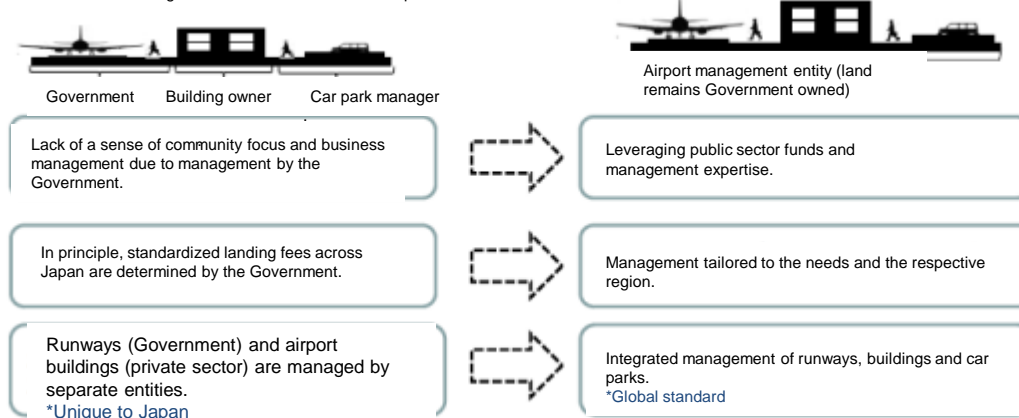 Government Building owner Car park manager
Airport management entity (land
remains Government owned)
Lack of a sense of community focus and business
management due to management by the
Government.
Leveraging public sector funds and
management expertise.
In principle, standardized landing fees across
Japan are determined by the Government.
Management tailored to the needs and the respective
region.
Runways (Government) and airport
buildings (private sector) are managed by
separate entities.
*Unique to Japan
Integrated management of runways, buildings and car
parks.
*Global standard